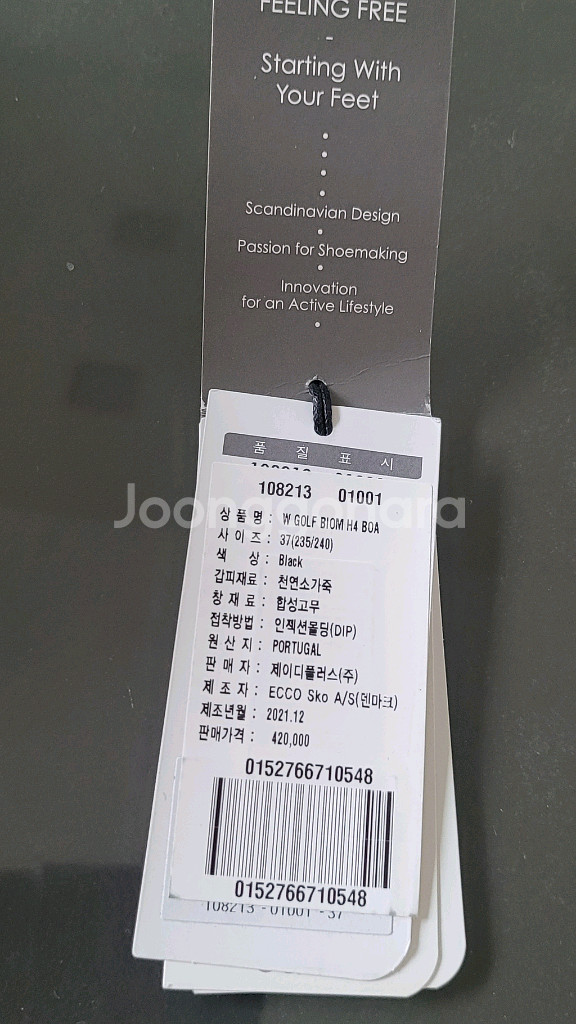 FEELING FREE
-
Starting With
Your Feet
Scandinavian Design
Passion for Shoemaking
Innovation
for an Active Lifestyle
품 질 표 시
108213 01001
Joonggonara
상 품 명 : W GOLF BIOM H4 BOA
사 이 즈 : 37(235/240)
색 상 : Black
갑피재료 : 천연소가죽
창 재 료 : 합성고무
접착방법 : 인젝션몰딩(DIP)
원 산 지 : PORTUGAL
판 매 자 : 제이디플러스(주)
제 조 자 : ECCO Sko A/S(덴마크)
제조년월 : 2021.12
판매가격 : 420,000
0152766710548
0152766710548
108213 - 01001 - 37